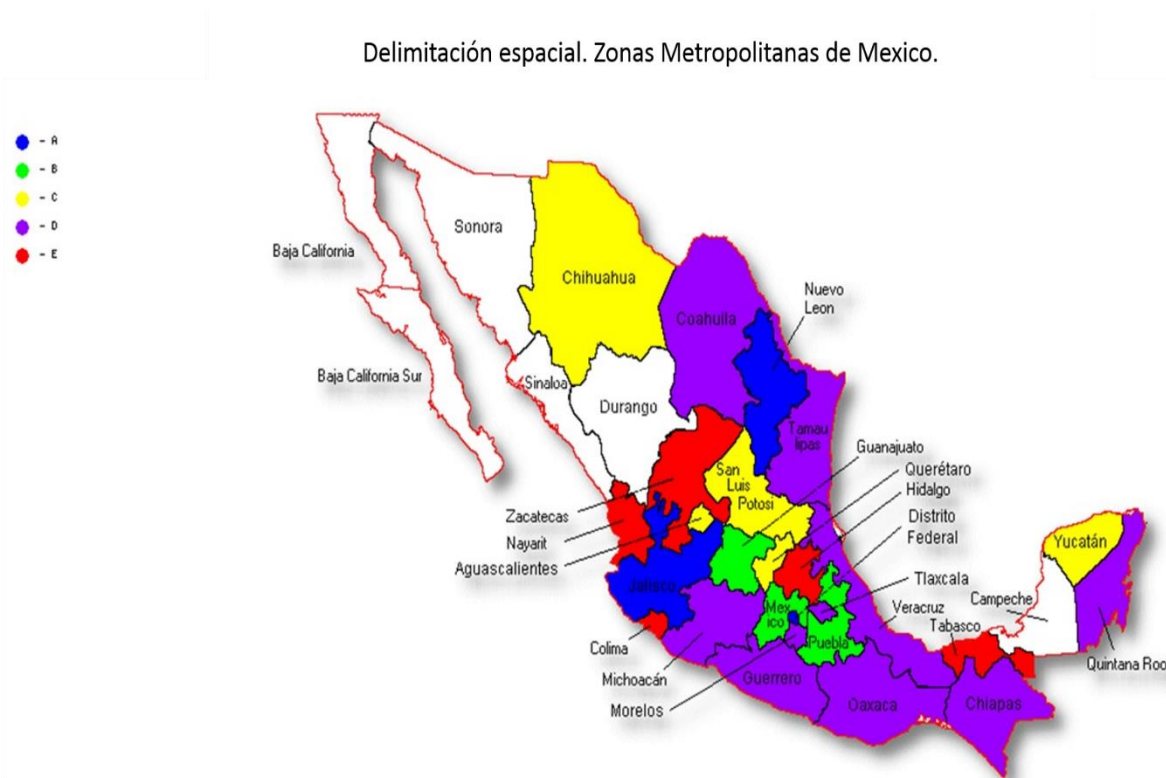 Delimitación espacial. Zonas Metropolitanas de Mexico.
- A
- B
- C
- D
- E
Sonora
Baja California
Chihuahua
Nuevo
Leon
Coahuila
Baja California Sur
Sinaloa
Durango
Tamau
lipas
Guanajuato
San
Luis
Potosi
Querétaro
Hidalgo
Zacatecas
Distrito
Federal
Nayarit
Yucatán
Aguascalientes
Tlaxcala
Jalisco
Campeche
Mex
ico
Veracruz
Tabasco
Colima
Puebla
Quintana Roo
Michoacán
Guerrero
Morelos
Oaxaca
Chiapas